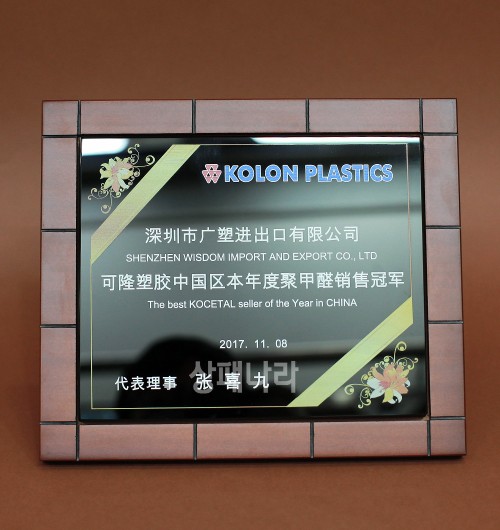 KOLON PLASTICS
深圳市广塑进出口有限公司
SHENZHEN WISDOM IMPORT AND EXPORT CO., LTD
可隆塑胶中国区本年度聚甲醛销售冠军
The best KOCETAL seller of the Year in CHINA
2017. 11. 08
상패나라
代表理事 张喜九